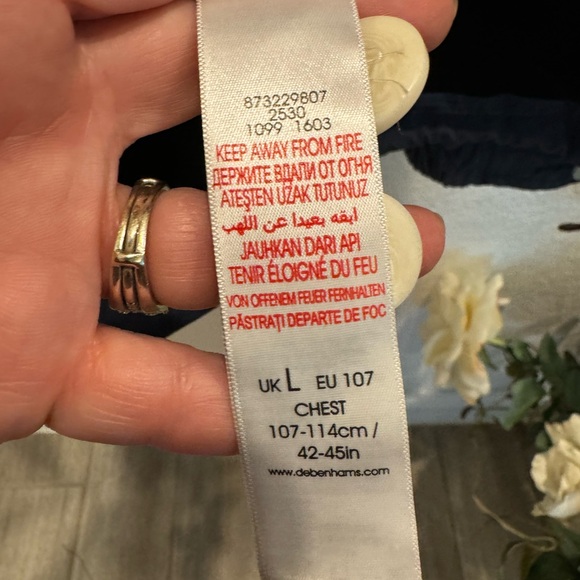 873229807
2530
1099 1603
KEEP AWAY FROM FIRE
ДЕРЖИТЕ ВДАЛИ ОТ ОГНЯ
ATEŞTEN UZAK TUTUNUZ
ابقه بعيدا عن اللهب
JAUHKAN DARI API
TENIR ÉLOIGNÉ DU FEU
VON OFFENEM FEUER FERNHALTEN
PĂSTRAȚI DEPARTE DE FOC
UK L EU 107
CHEST
107-114cm /
42-45in
www.debenhams.com